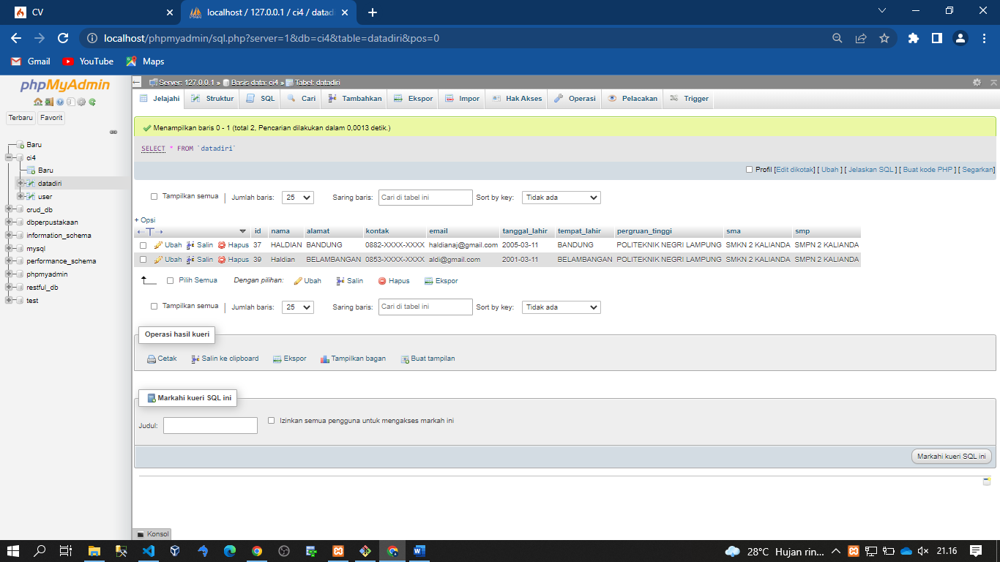 CV
localhost / 127.0.0.1 / ci4 / datad
localhost/phpmyadmin/sql.php?server=1&db=ci4&table=datadiri&pos=0
Gmail YouTube Maps
phpMyAdmin
Terbaru Favorit
Baru
ci4
Baru
datadiri
user
crud_db
dbperpustakaan
information_schema
mysql
performance_schema
phpmyadmin
restful_db
test
Server: 127.0.0.1 » Basis data: ci4 » Tabel: datadiri
Jelajahi Struktur SQL Cari Tambahkan Ekspor Impor Hak Akses Operasi Pelacakan Trigger
Menampilkan baris 0 - 1 (total 2, Pencarian dilakukan dalam 0,0013 detik.)
SELECT * FROM `datadiri`
Profil [Edit dikotak] [ Ubah ] [ Jelaskan SQL ] [ Buat kode PHP ] [ Segarkan]
Tampilkan semua | Jumlah baris: 25 Saring baris: Cari di tabel ini Sort by key: Tidak ada
+ Opsi
←T→ id nama alamat kontak email tanggal_lahir tempat_lahir pergruan_tinggi sma smp
Ubah Salin Hapus 37 HALDIAN BANDUNG 0882-XXXX-XXXX haldianaj@gmail.com 2005-03-11 BANDUNG POLITEKNIK NEGRI LAMPUNG SMKN 2 KALIANDA SMPN 2 KALIANDA
Ubah Salin Hapus 39 Haldian BELAMBANGAN 0853-XXXX-XXXX aldi@gmail.com 2001-03-11 BELAMBANGAN POLITEKNIK NEGRI LAMPUNG SMKN 2 KALIANDA SMPN 2 KALIANDA
Pilih Semua Dengan pilihan: Ubah Salin Hapus Ekspor
Tampilkan semua | Jumlah baris: 25 Saring baris: Cari di tabel ini Sort by key: Tidak ada
Operasi hasil kueri
Cetak Salin ke clipboard Ekspor Tampilkan bagan Buat tampilan
Markahi kueri SQL ini
Judul: Izinkan semua pengguna untuk mengakses markah ini
Markahi kueri SQL ini
Konsol
28°C Hujan rin... 21.16